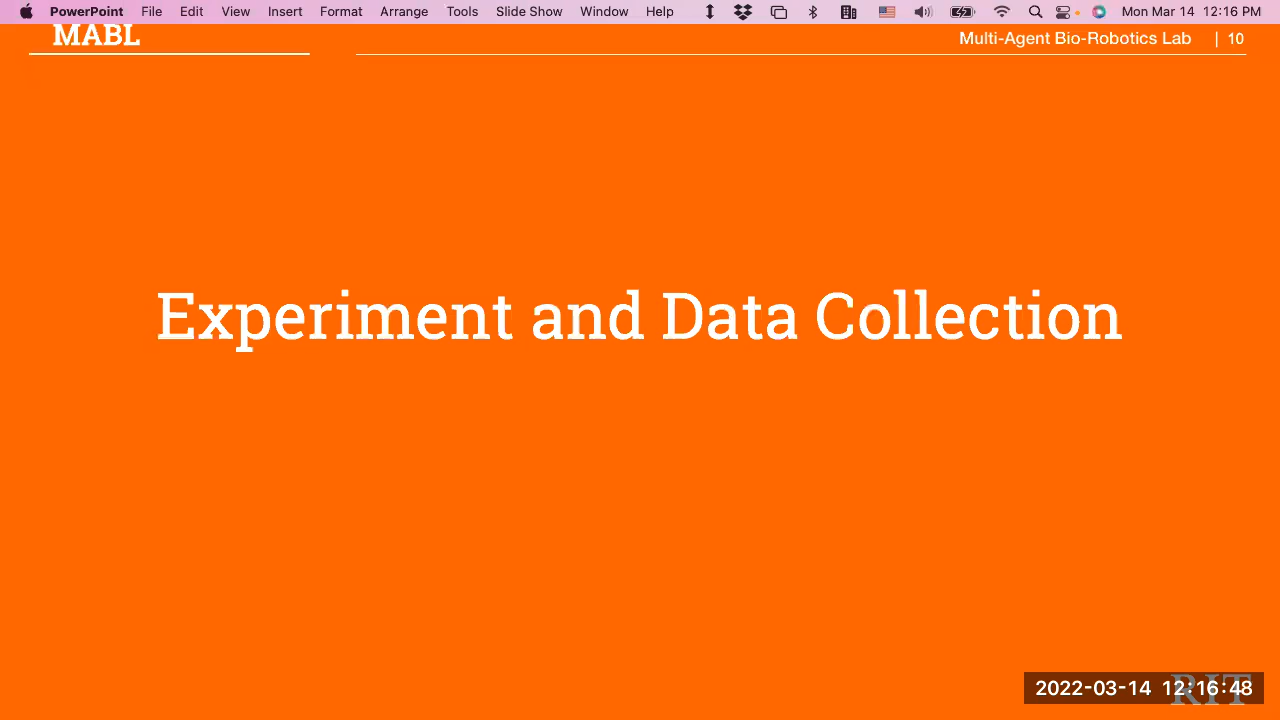 PowerPoint File Edit View Insert Format Arrange Tools Slide Show Window Help Mon Mar 14 12:16 PM
MABL Multi-Agent Bio-Robotics Lab | 10
Experiment and Data Collection
RIT
2022-03-14 12:16:48